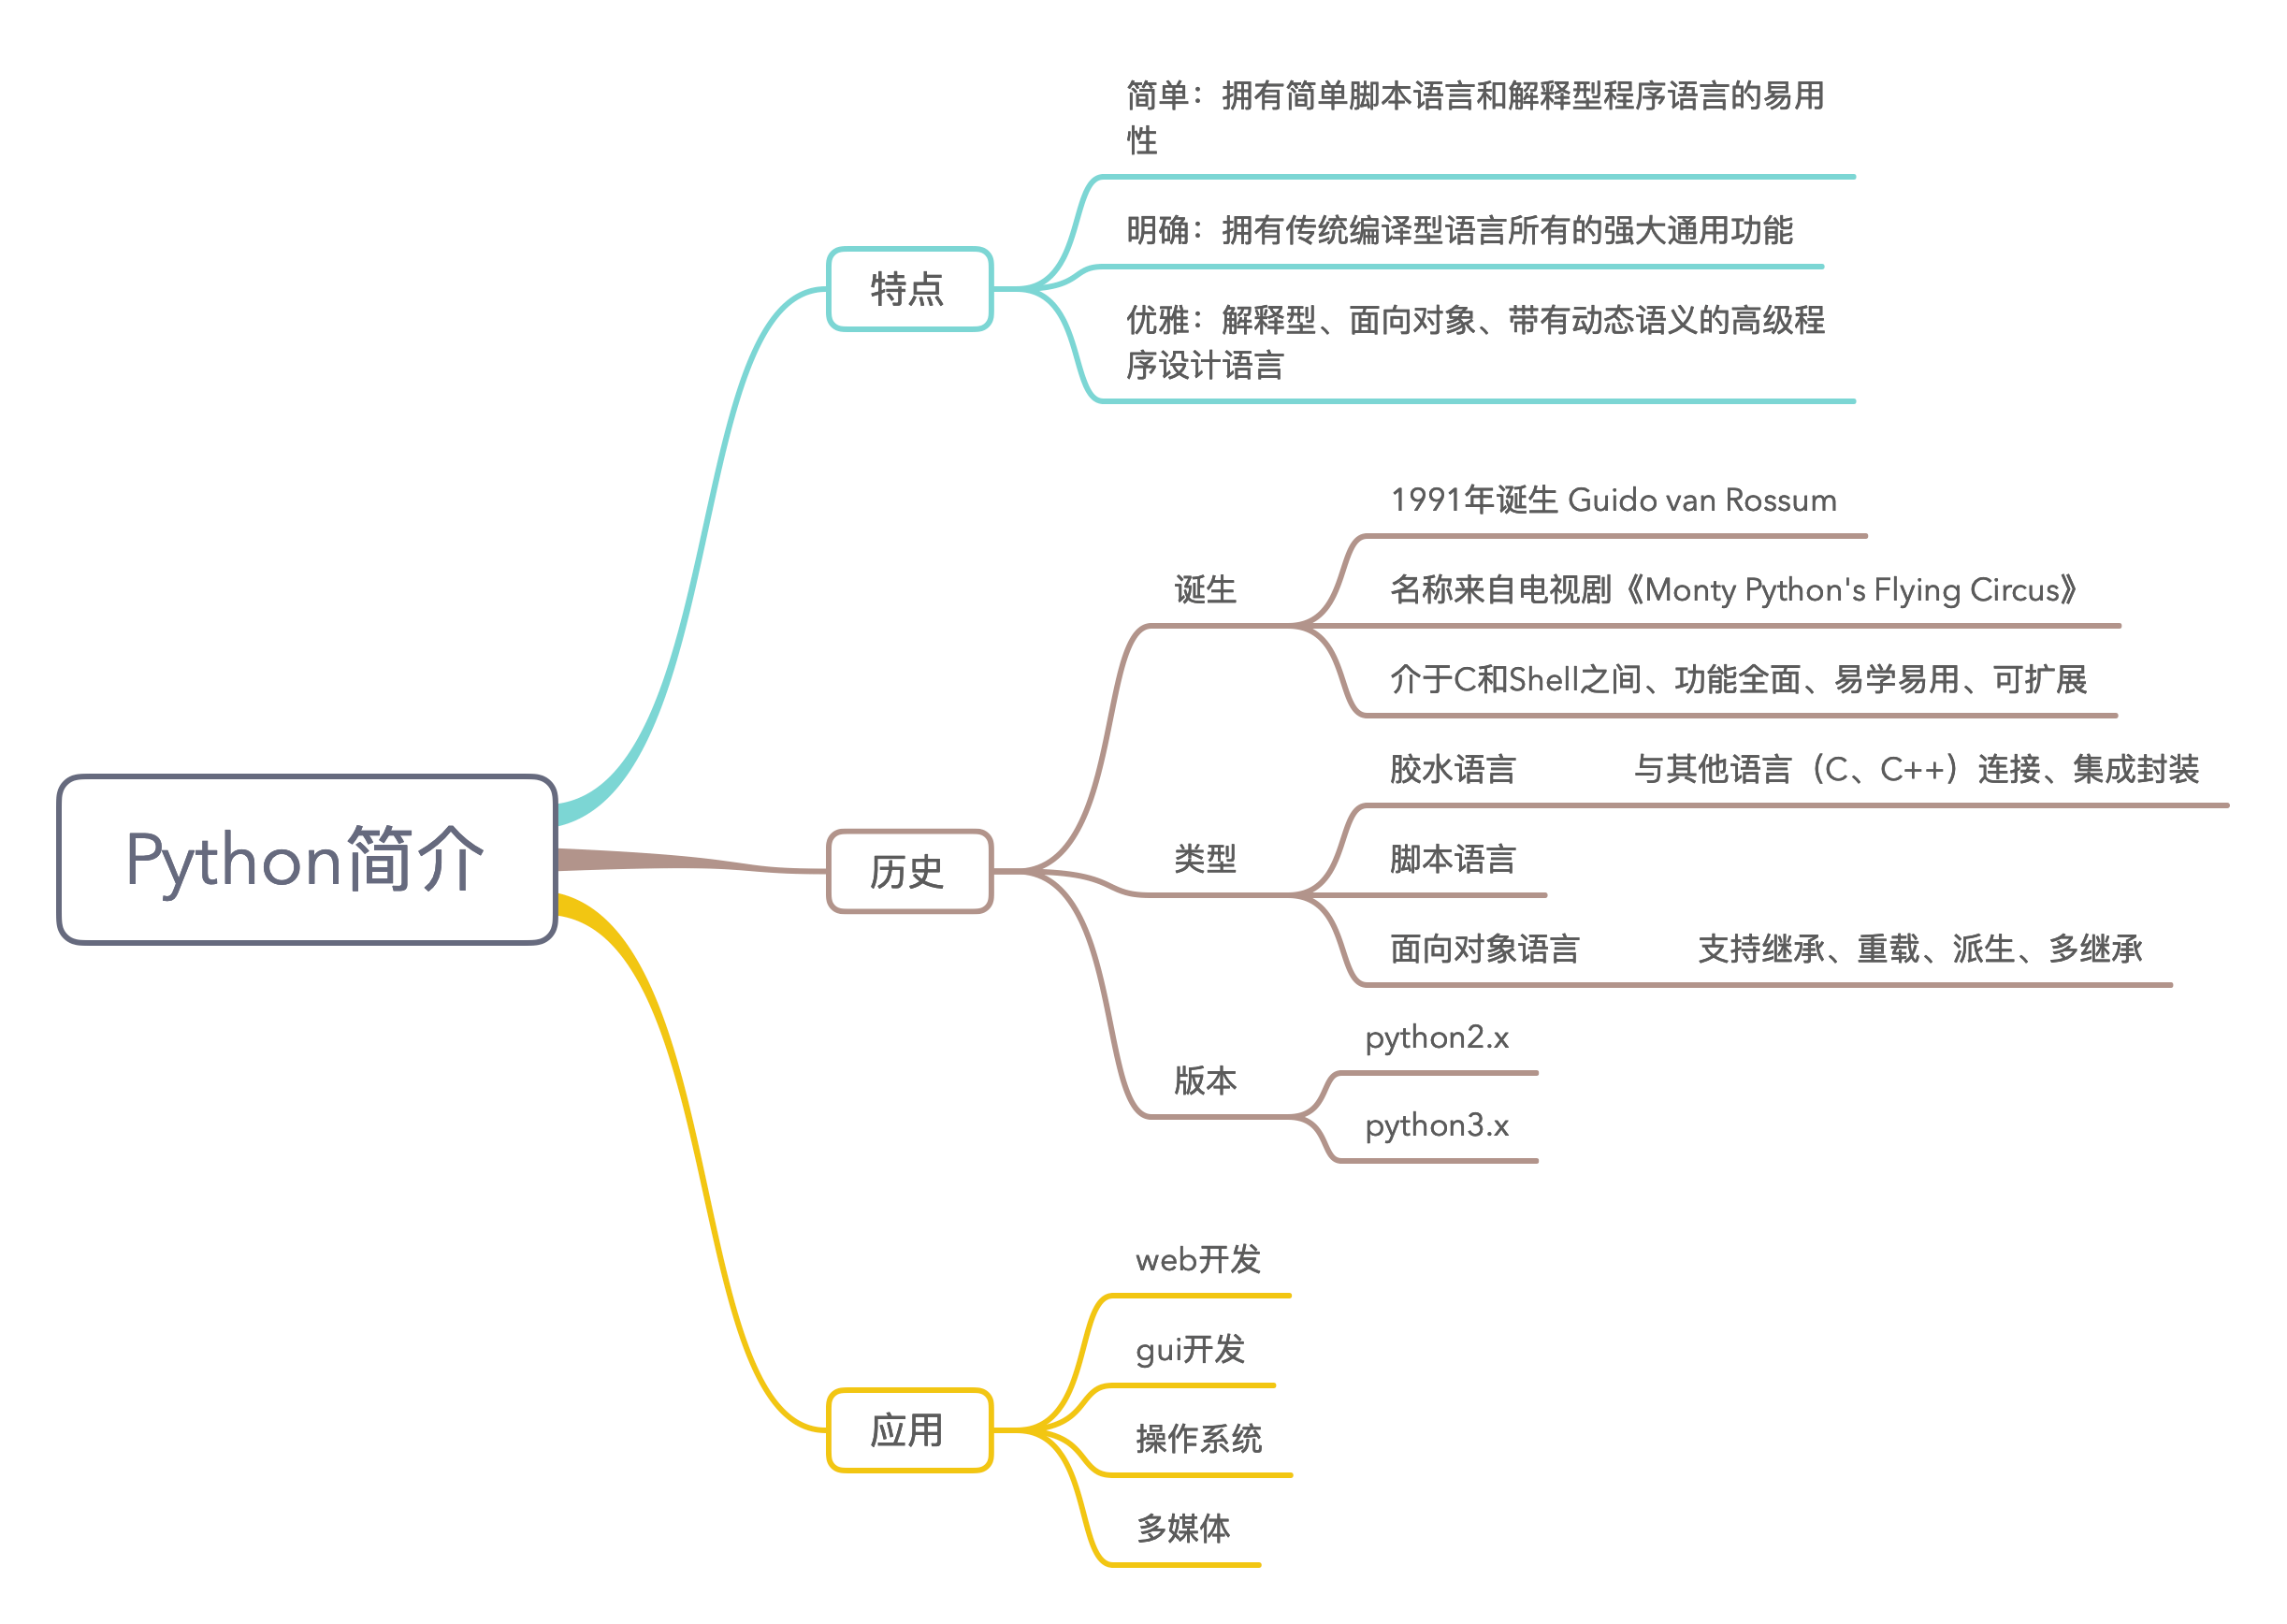 简单：拥有简单脚本语言和解释型程序语言的易用
性
明确：拥有传统编译型语言所有的强大通用功能
特点
优雅：解释型、面向对象、带有动态语义的高级程
序设计语言
1991年诞生 Guido van Rossum
诞生
名称来自电视剧《Monty Python's Flying Circus》
介于C和Shell之间、功能全面、易学易用、可扩展
胶水语言
与其他语言（C、C++）连接、集成封装
Python简介
历史
类型
脚本语言
面向对象语言
支持继承、重载、派生、多继承
python2.x
版本
python3.x
web开发
gui开发
应用
操作系统
多媒体